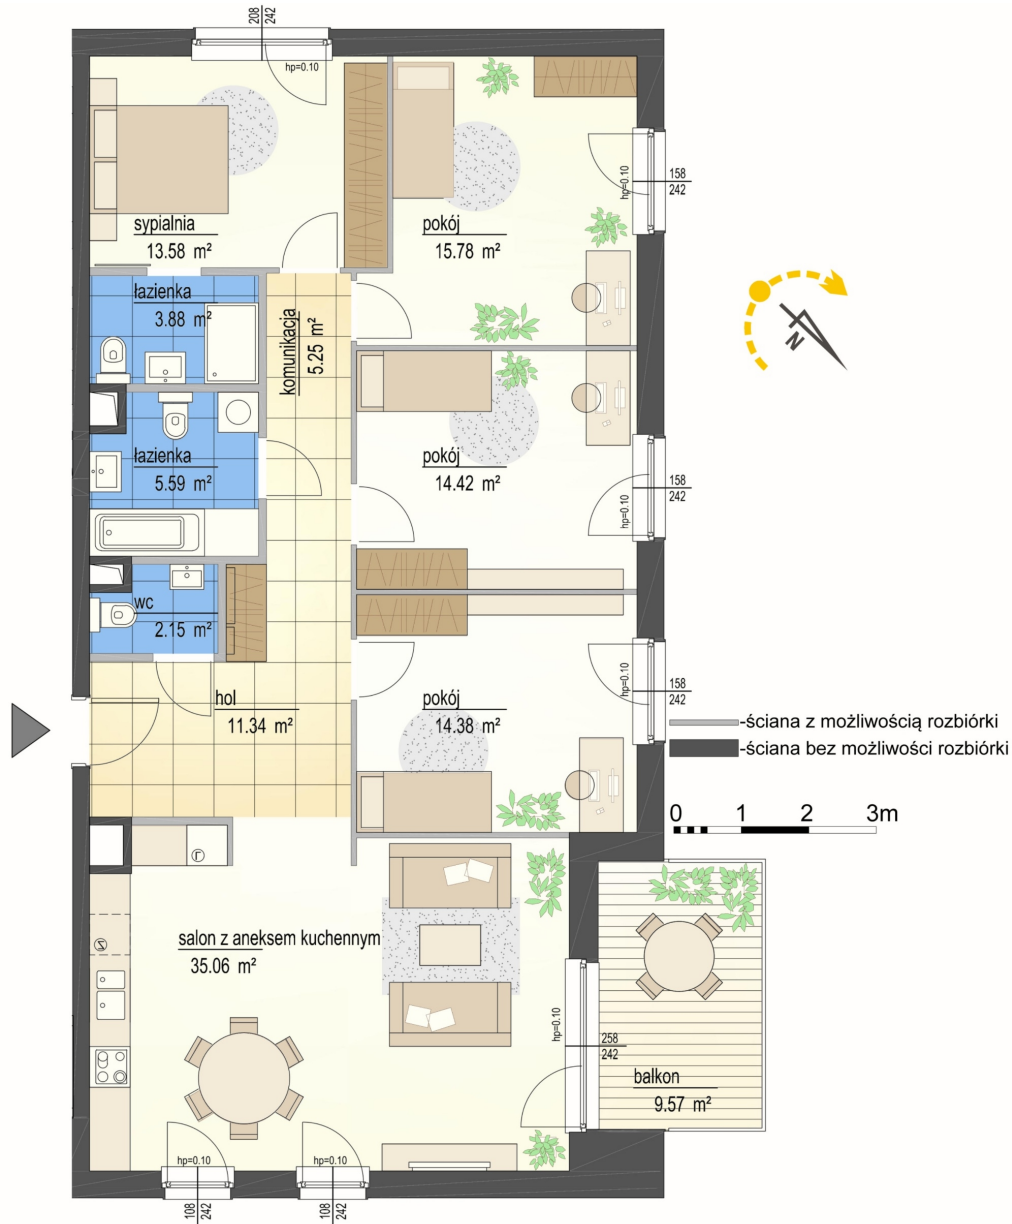 208
242
hp=0.10
sypialnia
13.58 m²
pokój
15.78 m²
hp=0.10
158
242
łazienka
3.88 m²
komunikacja
5.25 m²
N
łazienka
5.59 m²
pokój
14.42 m²
hp=0.10
158
242
wc
2.15 m²
hol
11.34 m²
pokój
14.38 m²
hp=0.10
158
242
-ściana z możliwością rozbiórki
-ściana bez możliwości rozbiórki
0 1 2 3m
L
salon z aneksem kuchennym
35.06 m²
Z
hp=0.10
258
242
balkon
9.57 m²
hp=0.10
hp=0.10
108
242
108
242